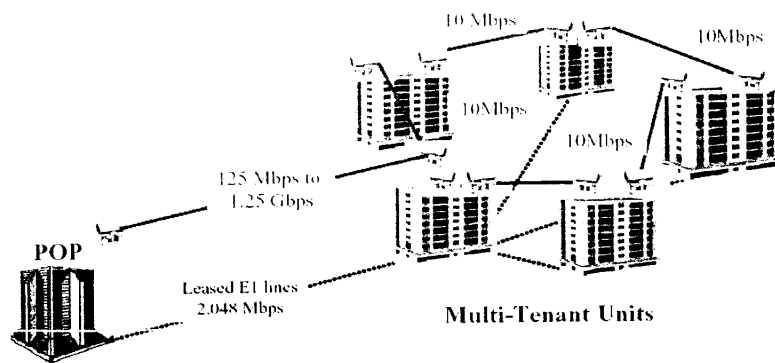 10 Mbps
10Mbps
10Mbps
10Mbps
125 Mbps to
1.25 Gbps
POP
Leased E1 lines
2.048 Mbps
Multi-Tenant Units